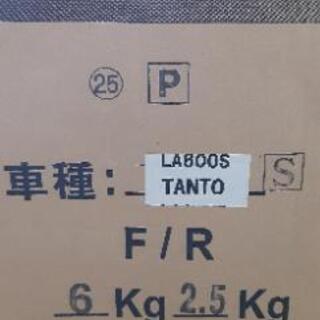 ㉕ P
車種: LA600S S
TANTO
F/R
6 Kg 2.5 Kg